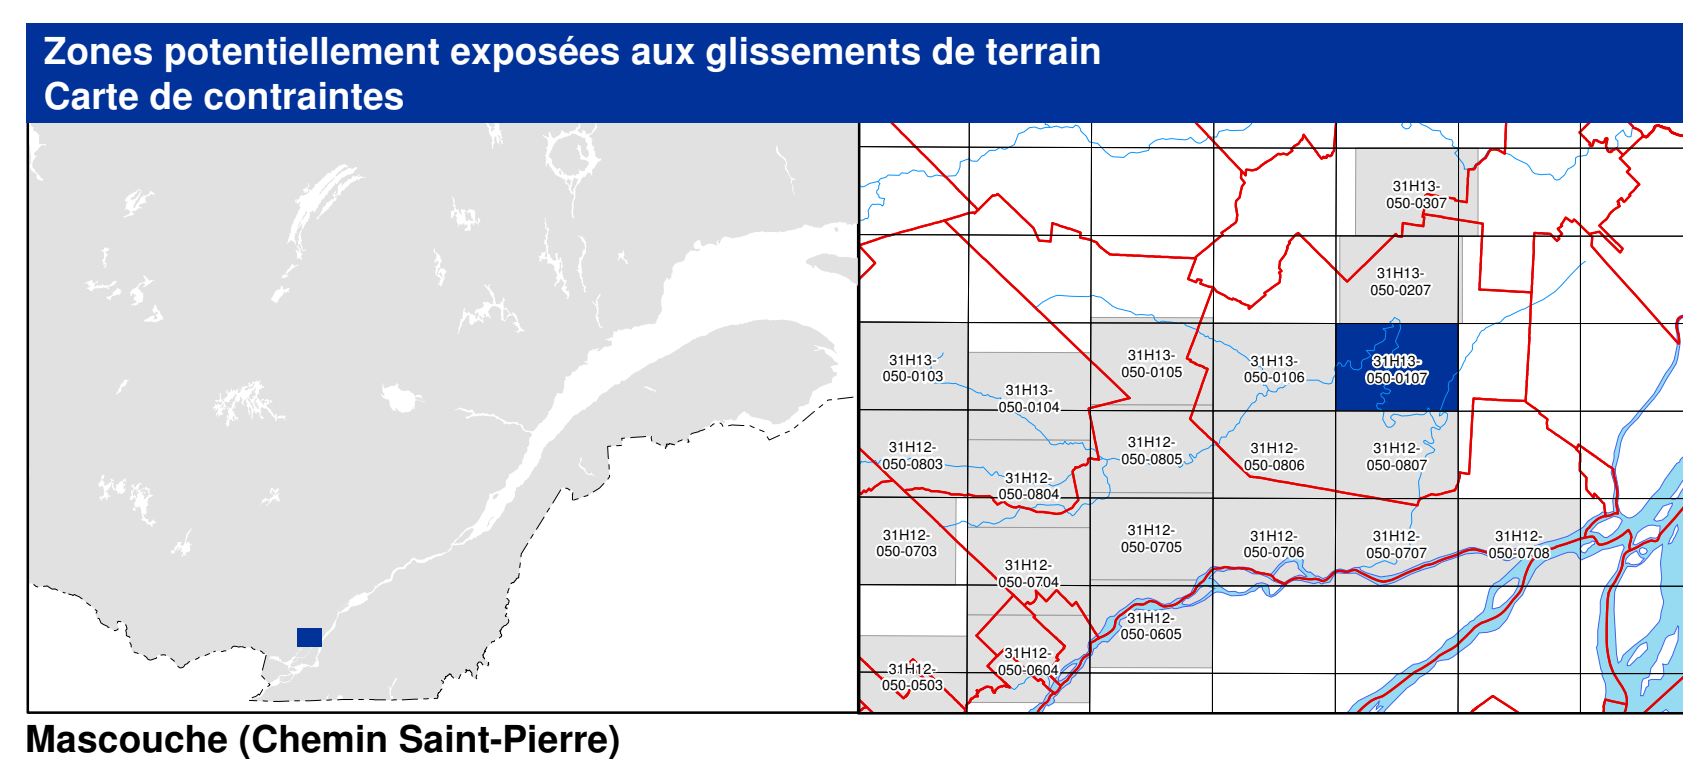 Zones potentiellement exposées aux glissements de terrain
Carte de contraintes
31H13-
050-0307
31H13-
050-0207
31H13-
050-0103
31H13-
050-0104
31H13-
050-0105
31H13-
050-0106
31H13-
050-0107
31H12-
050-0803
31H12-
050-0804
31H12-
050-0805
31H12-
050-0806
31H12-
050-0807
31H12-
050-0703
31H12-
050-0704
31H12-
050-0705
31H12-
050-0706
31H12-
050-0707
31H12-
050-0708
31H12-
050-0605
31H12-
050-0604
31H12-
050-0503
Mascouche (Chemin Saint-Pierre)